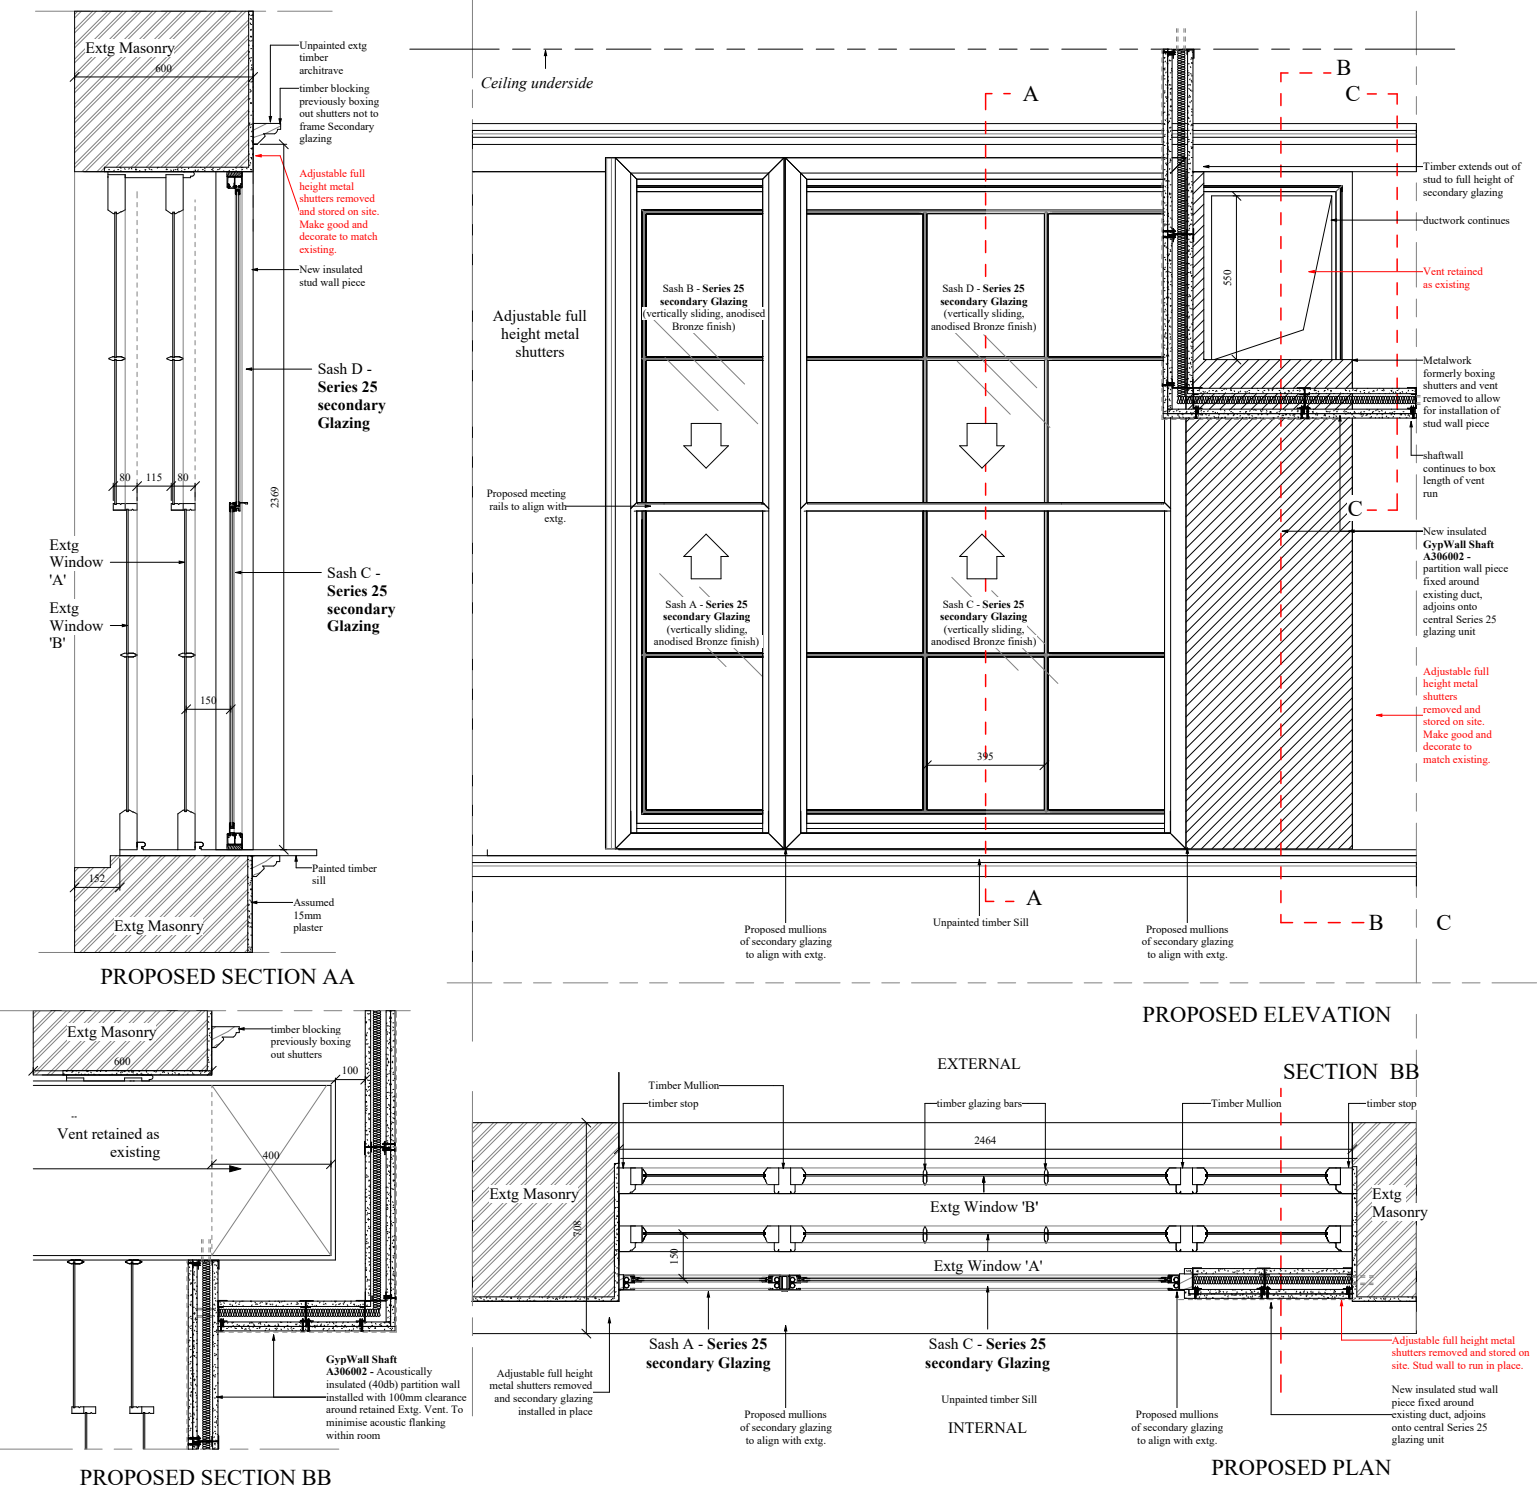 Extg Masonry
600
Unpainted extg
timber
architrave
timber blocking
previously boxing
out shutters not to
frame Secondary
glazing
Adjustable full
height metal
shutters removed
and stored on site.
Make good and
decorate to match
existing.
New insulated
stud wall piece
Sash D -
Series 25
secondary
Glazing
80
115
80
2369
Extg
Window
'A'
Extg
Window
'B'
Sash C -
Series 25
secondary
Glazing
150
152
Painted timber
sill
Assumed
15mm
plaster
Extg Masonry
PROPOSED SECTION AA
Ceiling underside
A
B
C
Timber extends out of
stud to full height of
secondary glazing
ductwork continues
Vent retained
as existing
550
Adjustable full
height metal
shutters
Sash B - Series 25
secondary Glazing
(vertically sliding,
anodised Bronze finish)
Sash D - Series 25
secondary Glazing
(vertically sliding,
anodised Bronze finish)
Metalwork
formerly boxing
shutters and vent
removed to allow
for installation of
stud wall piece
shaftwall
continues to box
length of vent
run
Proposed meeting
rails to align with
extg.
C
New insulated
GypWall Shaft
A306002 -
partition wall piece
fixed around
existing duct,
adjoins onto
central Series 25
glazing unit
Sash A - Series 25
secondary Glazing
(vertically sliding,
anodised Bronze finish)
Sash C - Series 25
secondary Glazing
(vertically sliding,
anodised Bronze finish)
Adjustable full
height metal
shutters
removed and
stored on site.
Make good and
decorate to
match existing.
395
A
B
C
Proposed mullions
of secondary glazing
to align with extg.
Unpainted timber Sill
Proposed mullions
of secondary glazing
to align with extg.
PROPOSED ELEVATION
Extg Masonry
600
timber blocking
previously boxing
out shutters
100
--
Vent retained as
existing
400
GypWall Shaft
A306002 - Acoustically
insulated (40db) partition wall
installed with 100mm clearance
around retained Extg. Vent. To
minimise acoustic flanking
within room
PROPOSED SECTION BB
EXTERNAL
SECTION BB
Timber Mullion
timber stop
timber glazing bars
Timber Mullion
timber stop
2464
Extg Masonry
708
Extg Window 'B'
Extg
Masonry
150
Extg Window 'A'
Sash A - Series 25
secondary Glazing
Sash C - Series 25
secondary Glazing
Adjustable full height metal
shutters removed and stored on
site. Stud wall to run in place.
Adjustable full height
metal shutters removed
and secondary glazing
installed in place
Unpainted timber Sill
New insulated stud wall
piece fixed around
existing duct, adjoins
onto central Series 25
glazing unit
Proposed mullions
of secondary glazing
to align with extg.
INTERNAL
Proposed mullions
of secondary glazing
to align with extg.
PROPOSED PLAN